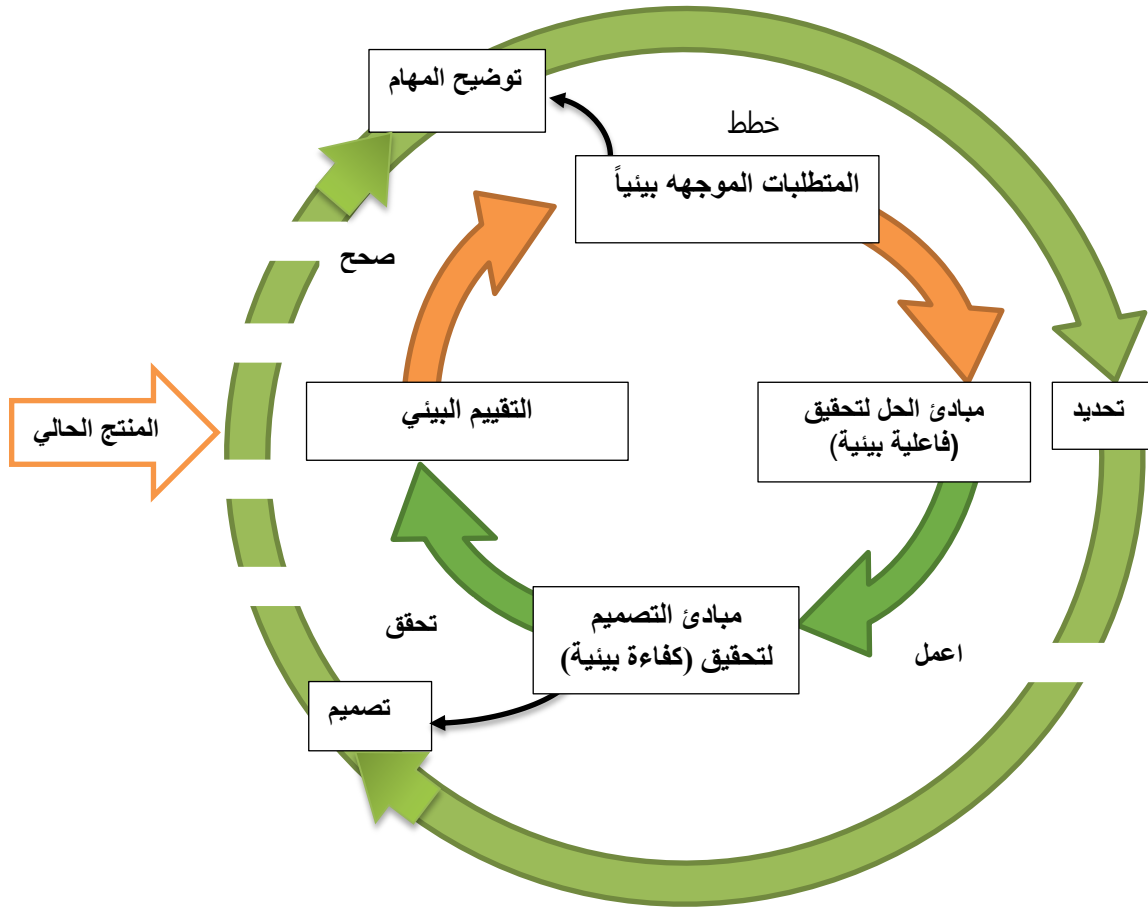 توضيح المهام
خطط
المتطلبات الموجهه بيئياً
صحح
المنتج الحالي
التقييم البيئي
مبادئ الحل لتحقيق
(فاعلية بيئية)
تحديد
تحقق
مبادئ التصميم
لتحقيق (كفاءة بيئية)
اعمل
تصميم